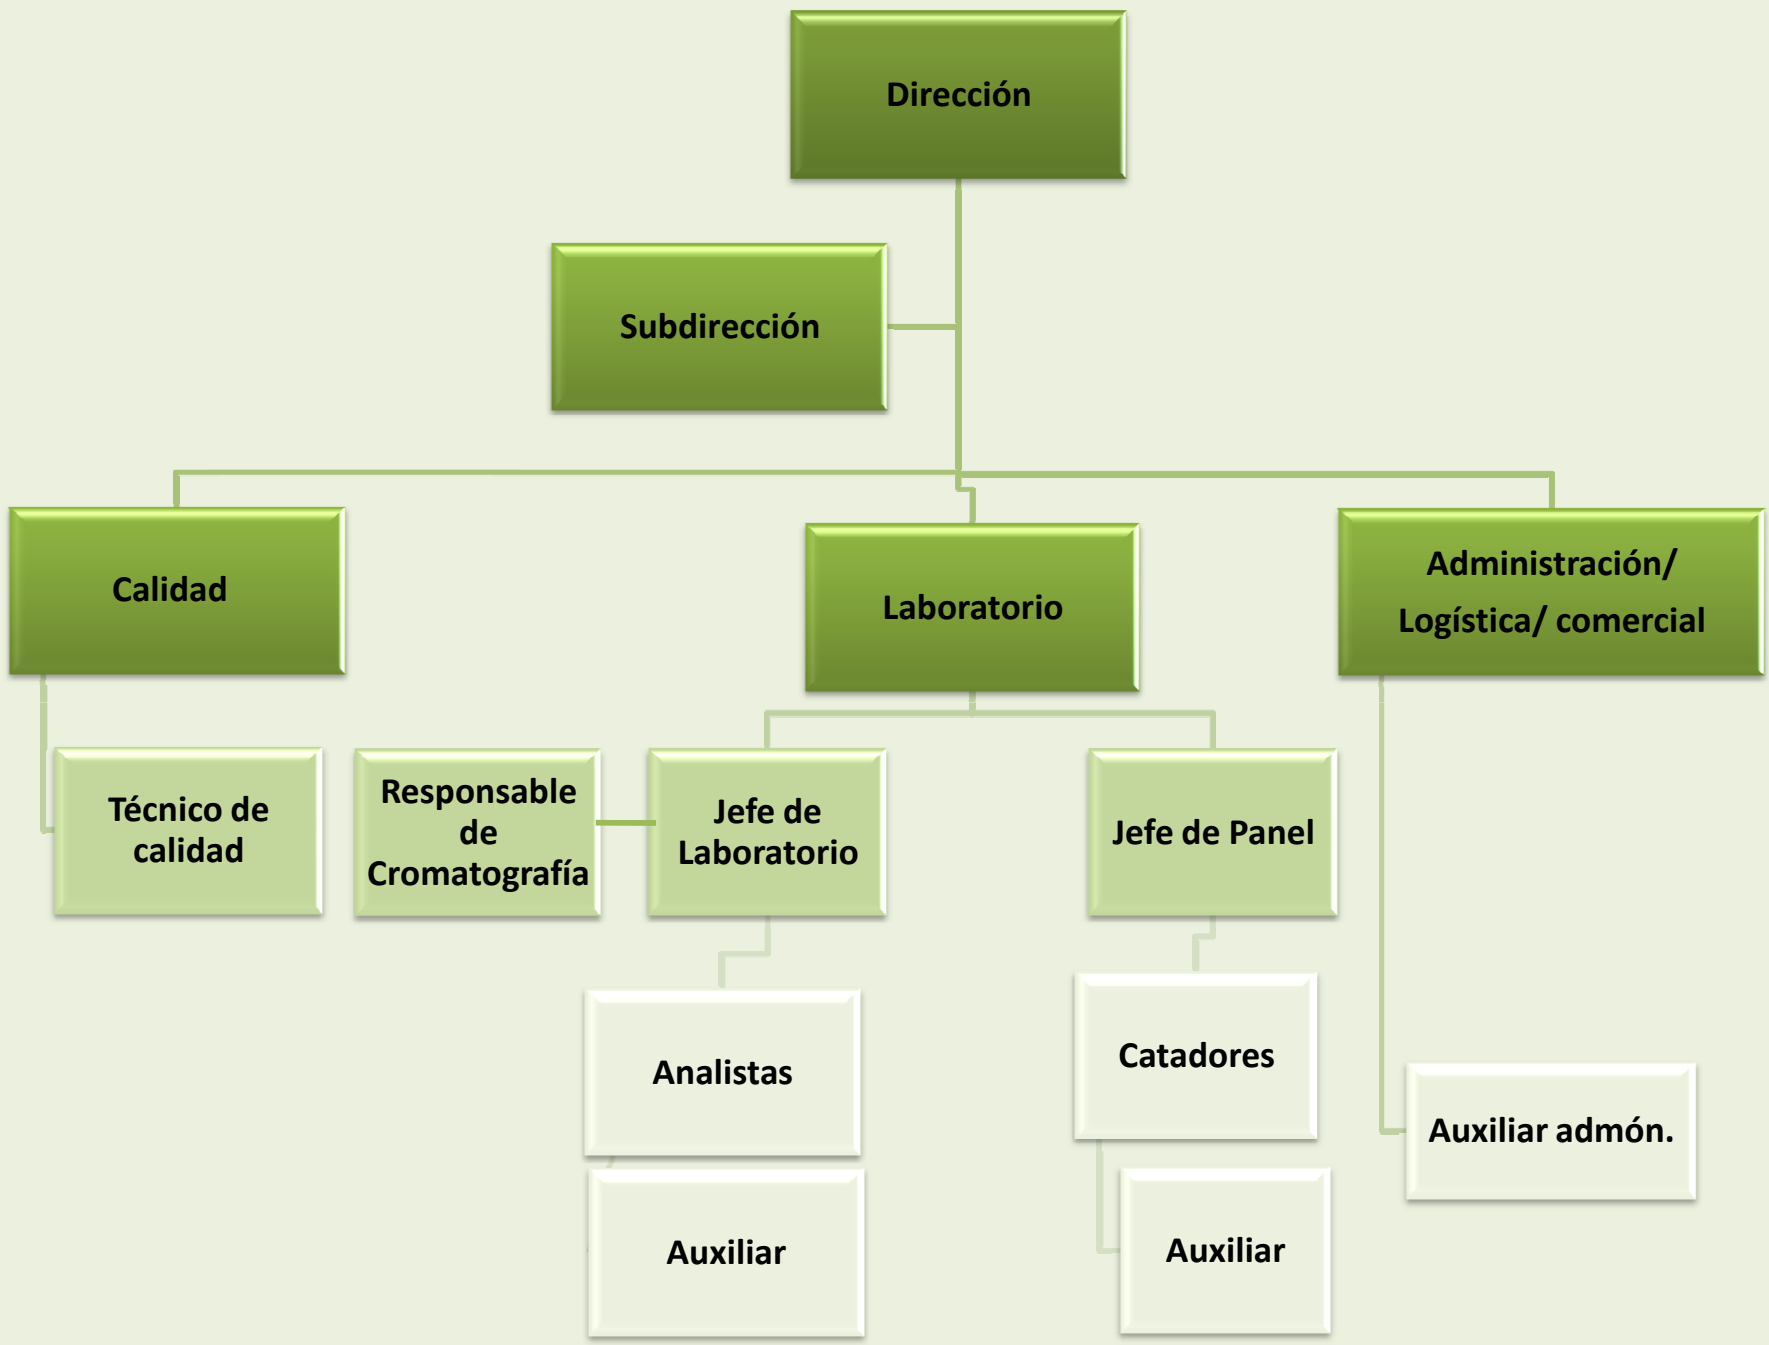 Dirección
Subdirección
Calidad
Laboratorio
Administración/
Logística/ comercial
Técnico de
calidad
Responsable
de
Cromatografía
Jefe de
Laboratorio
Jefe de Panel
Analistas
Catadores
Auxiliar admón.
Auxiliar
Auxiliar